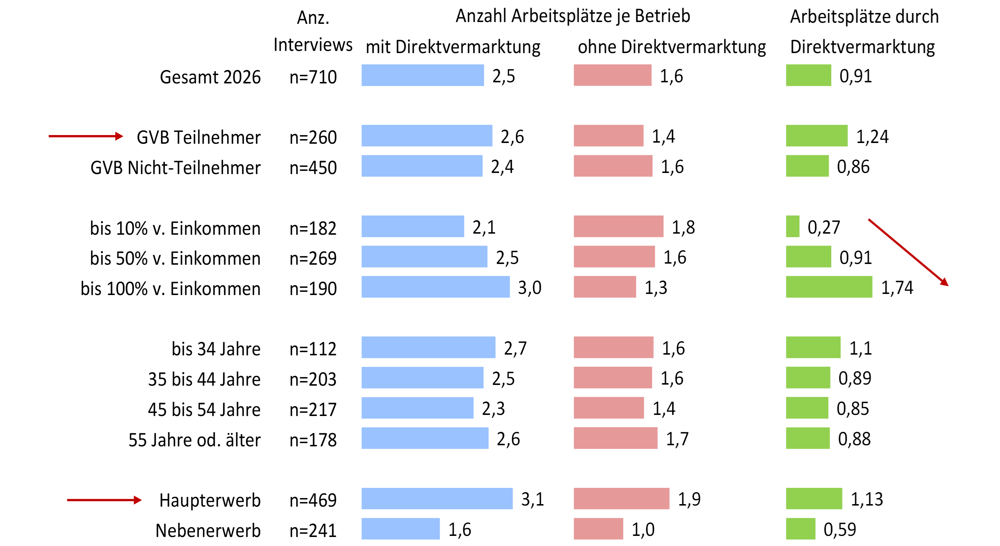 Anz. Interviews
Anzahl Arbeitsplätze je Betrieb
mit Direktvermarktung ohne Direktvermarktung
Arbeitsplätze durch
Direktvermarktung
Gesamt 2026 n=710 2,5 1,6 0,91
GVB Teilnehmer n=260 2,6 1,4 1,24
GVB Nicht-Teilnehmer n=450 2,4 1,6 0,86
bis 10% v. Einkommen n=182 2,1 1,8 0,27
bis 50% v. Einkommen n=269 2,5 1,6 0,91
bis 100% v. Einkommen n=190 3,0 1,3 1,74
bis 34 Jahre n=112 2,7 1,6 1,1
35 bis 44 Jahre n=203 2,5 1,6 0,89
45 bis 54 Jahre n=217 2,3 1,4 0,85
55 Jahre od. älter n=178 2,6 1,7 0,88
Haupterwerb n=469 3,1 1,9 1,13
Nebenerwerb n=241 1,6 1,0 0,59